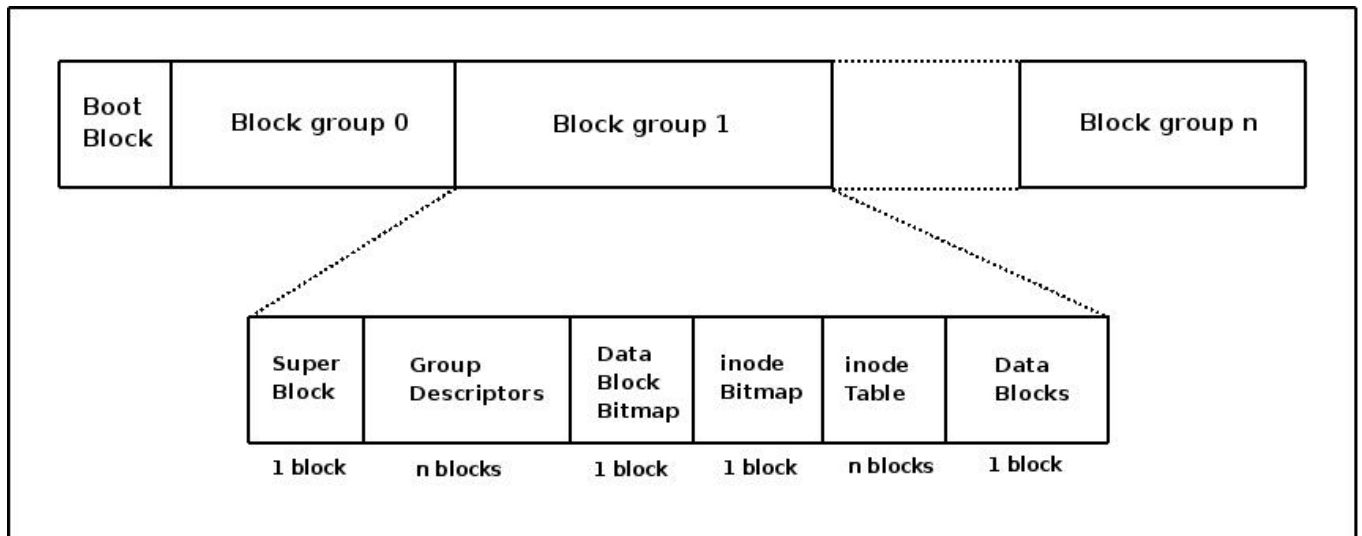 Boot
Block
Block group 0
Block group 1
Block group n
Super
Block
Group
Descriptors
Data
Block
Bitmap
inode
Bitmap
inode
Table
Data
Blocks
1 block
n blocks
1 block
1 block
n blocks
1 block